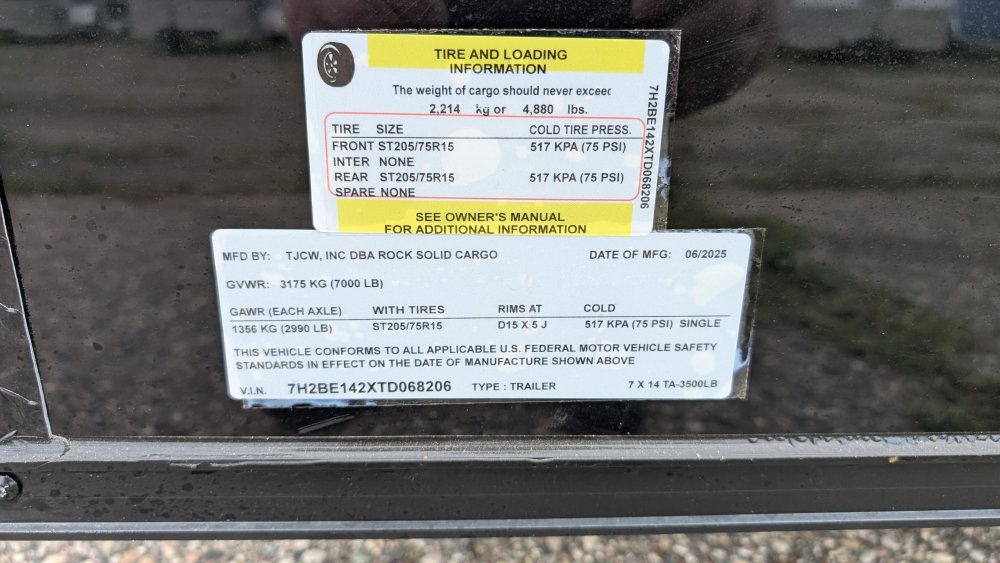 TIRE AND LOADING
INFORMATION
The weight of cargo should never exceed
2,214 kg or 4,880 lbs.
TIRE SIZE COLD TIRE PRESS.
FRONT ST205/75R15 517 KPA (75 PSI)
INTER NONE
REAR ST205/75R15 517 KPA (75 PSI)
SPARE NONE
SEE OWNER'S MANUAL
FOR ADDITIONAL INFORMATION
7H2BE142XTD068206
MFD BY: TJCW, INC DBA ROCK SOLID CARGO DATE OF MFG: 06/2025
GVWR: 3175 KG (7000 LB)
GAWR (EACH AXLE) WITH TIRES RIMS AT COLD
1356 KG (2990 LB) ST205/75R15 D15 X 5 J 517 KPA (75 PSI) SINGLE
THIS VEHICLE CONFORMS TO ALL APPLICABLE U.S. FEDERAL MOTOR VEHICLE SAFETY
STANDARDS IN EFFECT ON THE DATE OF MANUFACTURE SHOWN ABOVE
V.I.N. 7H2BE142XTD068206 TYPE : TRAILER 7 X 14 TA-3500LB